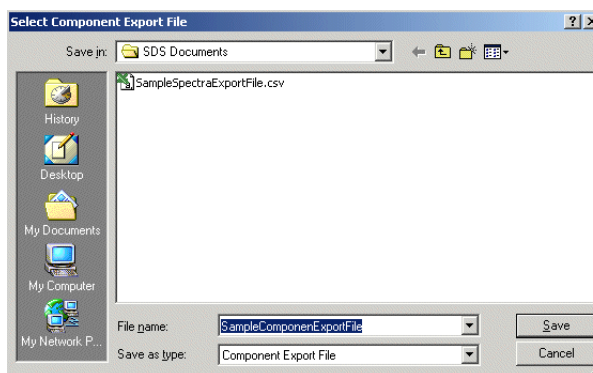 Select Component Export File
Save in: SDS Documents
SampleSpectraExportFile.csv
History
Desktop
My Documents
My Computer
My Network P...
File name: SampleComponenExportFile Save
Save as type: Component Export File Cancel